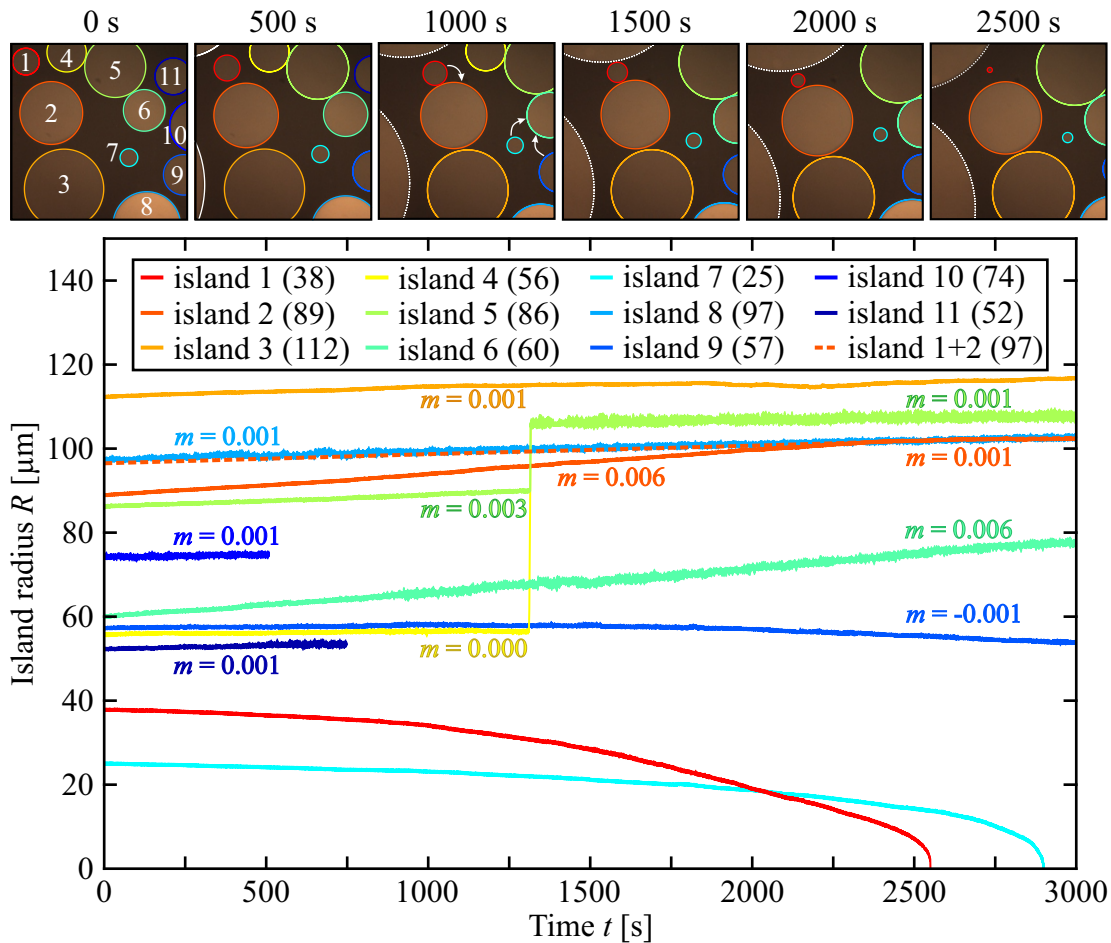 0 s 500 s 1000 s 1500 s 2000 s 2500 s
1 4 5 11
2 6
10
7
3 9
8
Island radius R [µm]
140
120
100
80
60
40
20
0
island 1 (38) island 4 (56) island 7 (25) island 10 (74)
island 2 (89) island 5 (86) island 8 (97) island 11 (52)
island 3 (112) island 6 (60) island 9 (57) island 1+2 (97)
m = 0.001 m = 0.001
m = 0.001 m = 0.001
m = 0.006
m = 0.003
m = 0.001 m = 0.006
m = -0.001
m = 0.001 m = 0.000
0 500 1000 1500 2000 2500 3000
Time t [s]